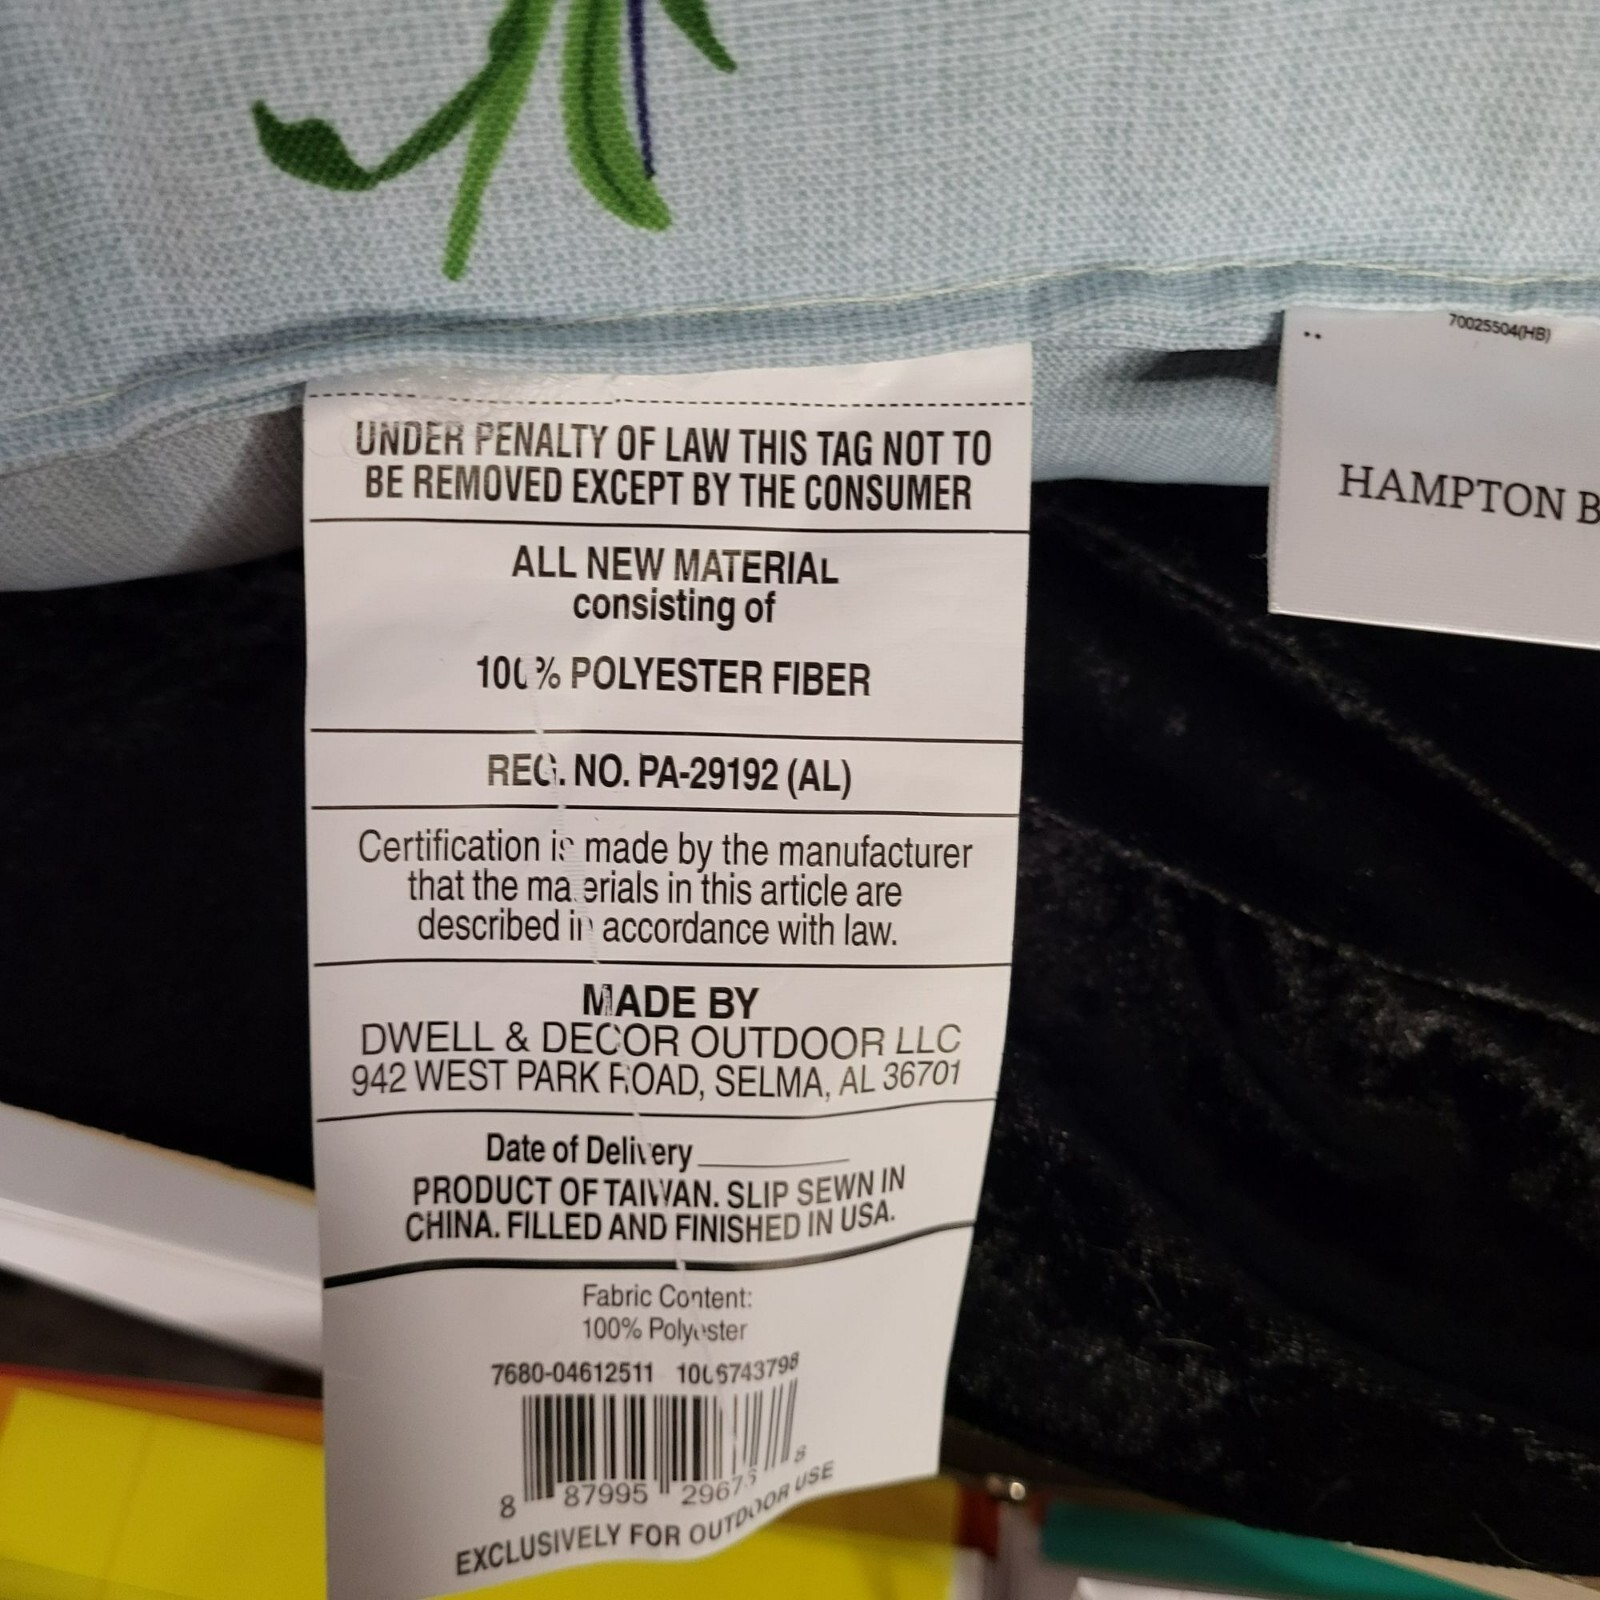 70025504(HB)
HAMPTON B
UNDER PENALTY OF LAW THIS TAG NOT TO
BE REMOVED EXCEPT BY THE CONSUMER
ALL NEW MATERIAL
consisting of
100% POLYESTER FIBER
REG. NO. PA-29192 (AL)
Certification is made by the manufacturer
that the materials in this article are
described in accordance with law.
MADE BY
DWELL & DECOR OUTDOOR LLC
942 WEST PARK ROAD, SELMA, AL 36701
Date of Delivery
PRODUCT OF TAIWAN. SLIP SEWN IN
CHINA. FILLED AND FINISHED IN USA.
Fabric Content:
100% Polyester
7680-04612511 1006743798
8 87995 29676 8
EXCLUSIVELY FOR OUTDOOR USE